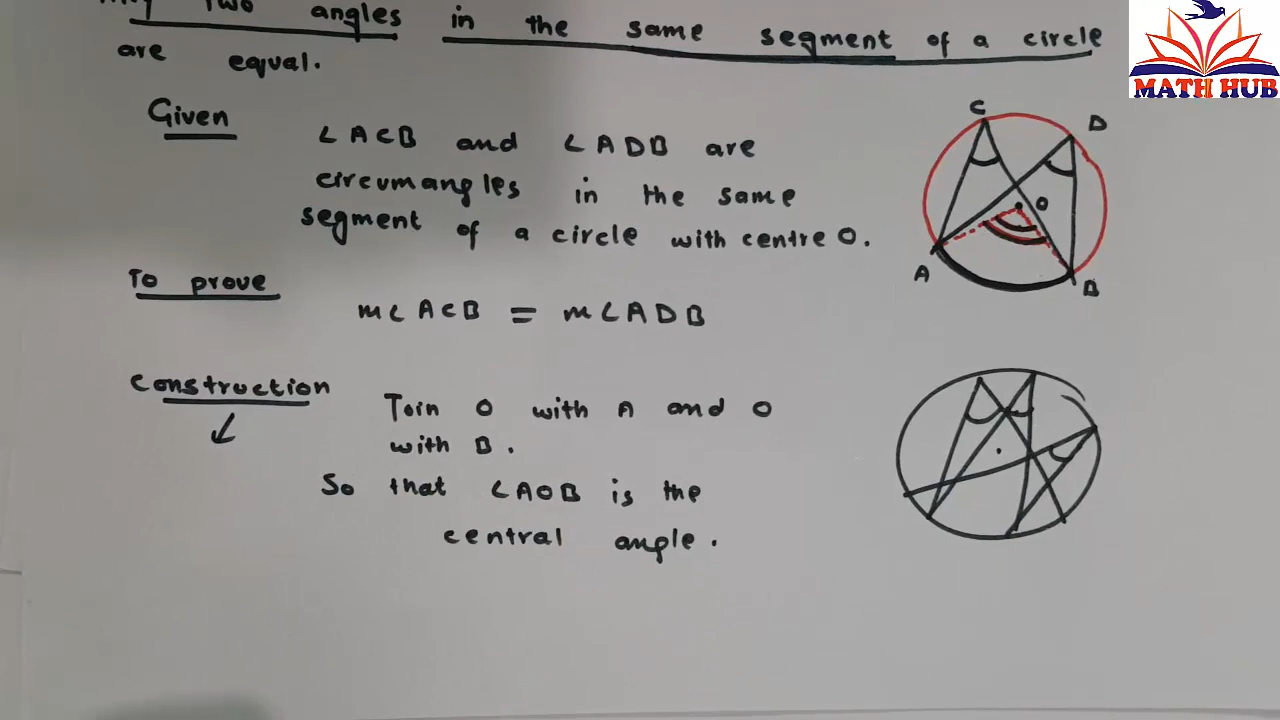 Any two angles in the same segment of a circle
are equal.
MATH HUB
Given
∠ACB and ∠ADB are
circumangles in the same
segment of a circle with centre O.
C
D
O
A
B
To prove
m∠ACB = m∠ADB
Construction
Join O with A and O
with B.
So that ∠AOB is the
central angle.